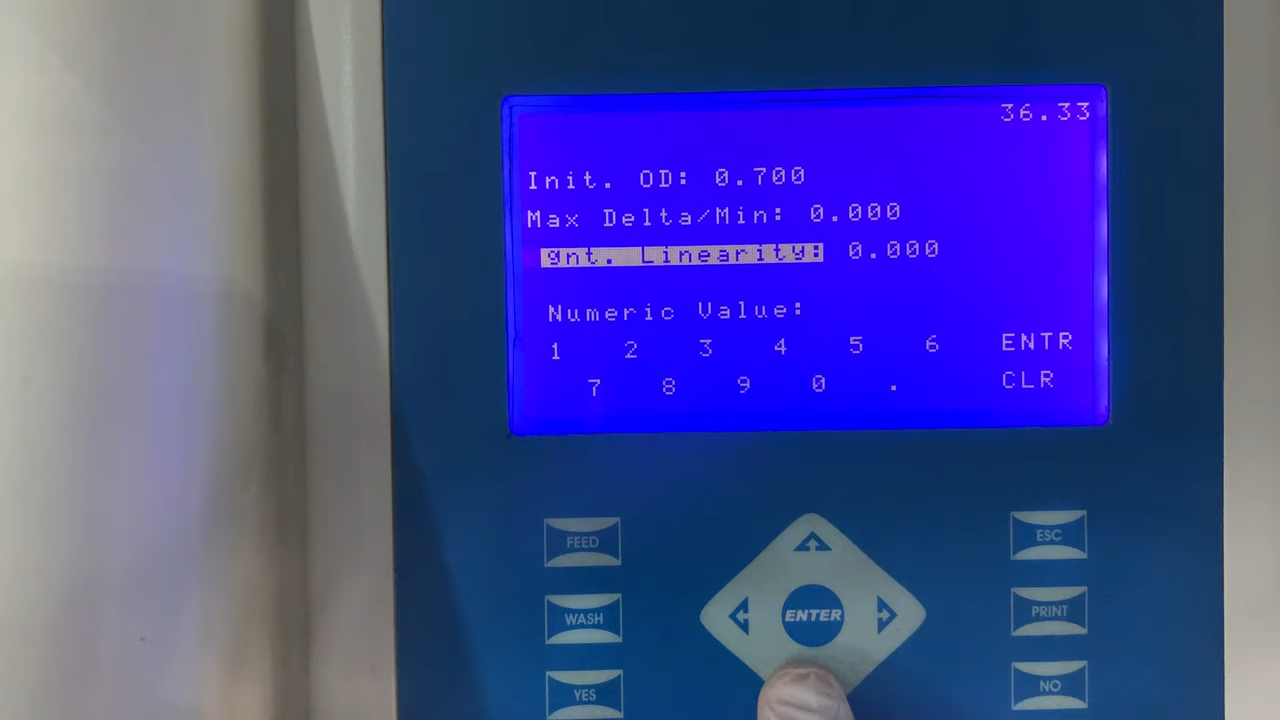 36.33
Init. OD: 0.700
Max Delta/Min: 0.000
gnt. Linearity: 0.000
Numeric Value:
1 2 3 4 5 6 ENTR
7 8 9 0 . CLR
FEED
ESC
WASH
ENTER
PRINT
YES
NO